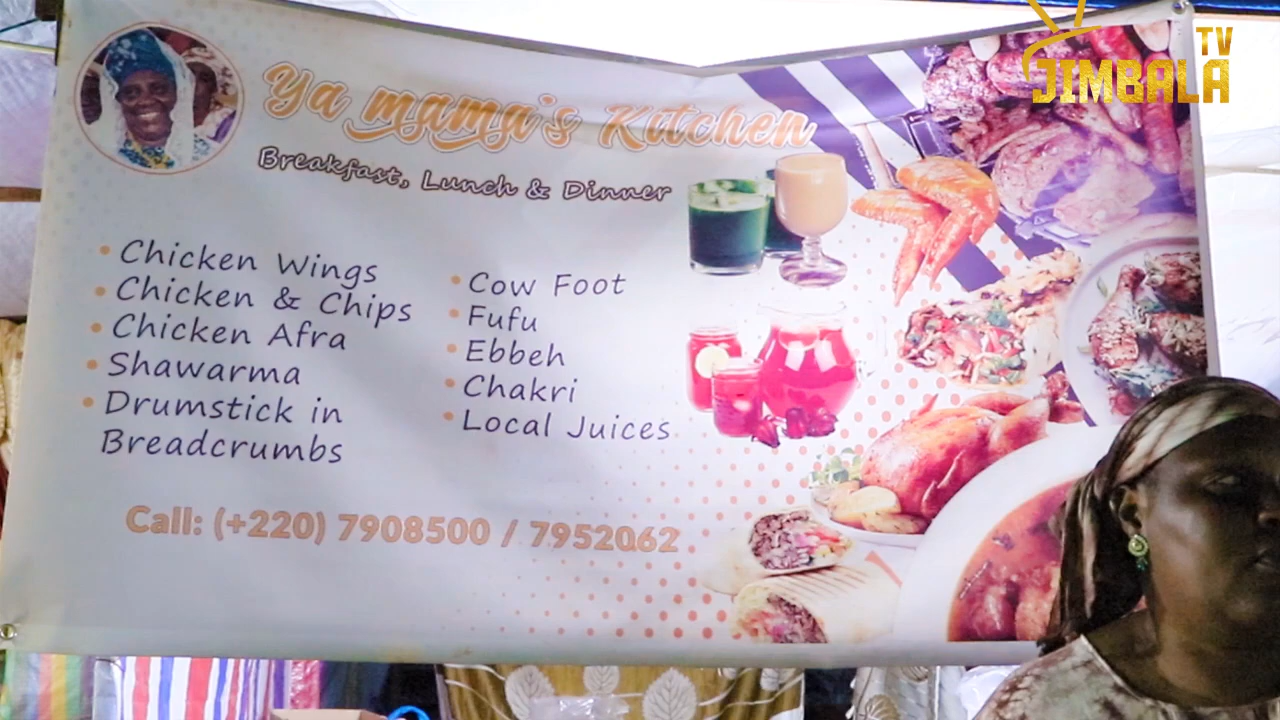 TV
JIMBALA
Ya mama's Kitchen
Breakfast, Lunch & Dinner
• Chicken Wings
• Chicken & Chips
• Chicken Afra
• Shawarma
• Drumstick in
Breadcrumbs
• Cow Foot
• Fufu
• Ebbeh
• Chakri
• Local Juices
Call: (+220) 7908500 / 7952062